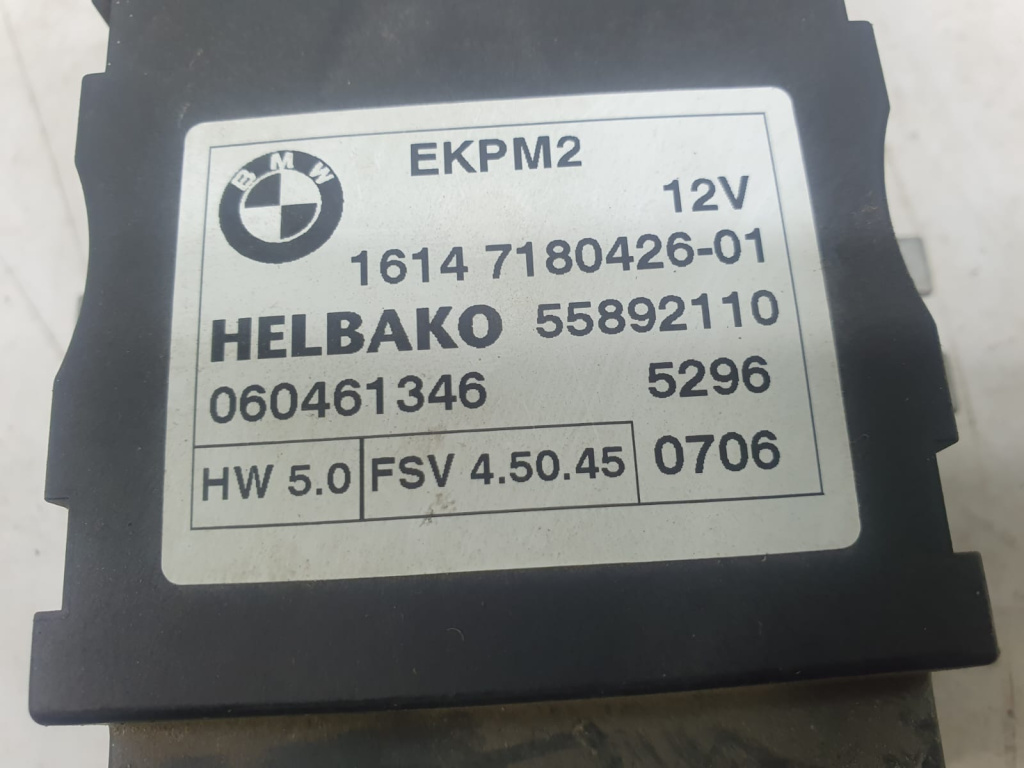 BMW
EKPM2
12V
1614 7180426-01
HELBAKO 55892110
060461346 5296
HW 5.0 FSV 4.50.45 0706